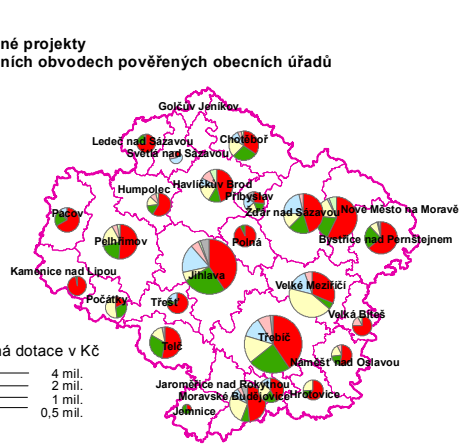 né projekty
ních obvodech pověřených obecních úřadů
Golčův Jeníkov
Ledeč nad Sázavou
Chotěboř
Světlá nad Sázavou
Havlíčkův Brod
Humpolec
Přibyslav
Pacov
Žďár nad Sázavou
Nové Město na Moravě
Pelhřimov
Polná
Bystřice nad Pernštejnem
Kamenice nad Lipou
Jihlava
Velké Meziříčí
Počátky
Třešť
Velká Bíteš
Třebíč
Telč
Náměšť nad Oslavou
Jaroměřice nad Rokytnou
Hrotovice
Moravské Budějovice
Jemnice
ná dotace v Kč
4 mil.
2 mil.
1 mil.
0,5 mil.